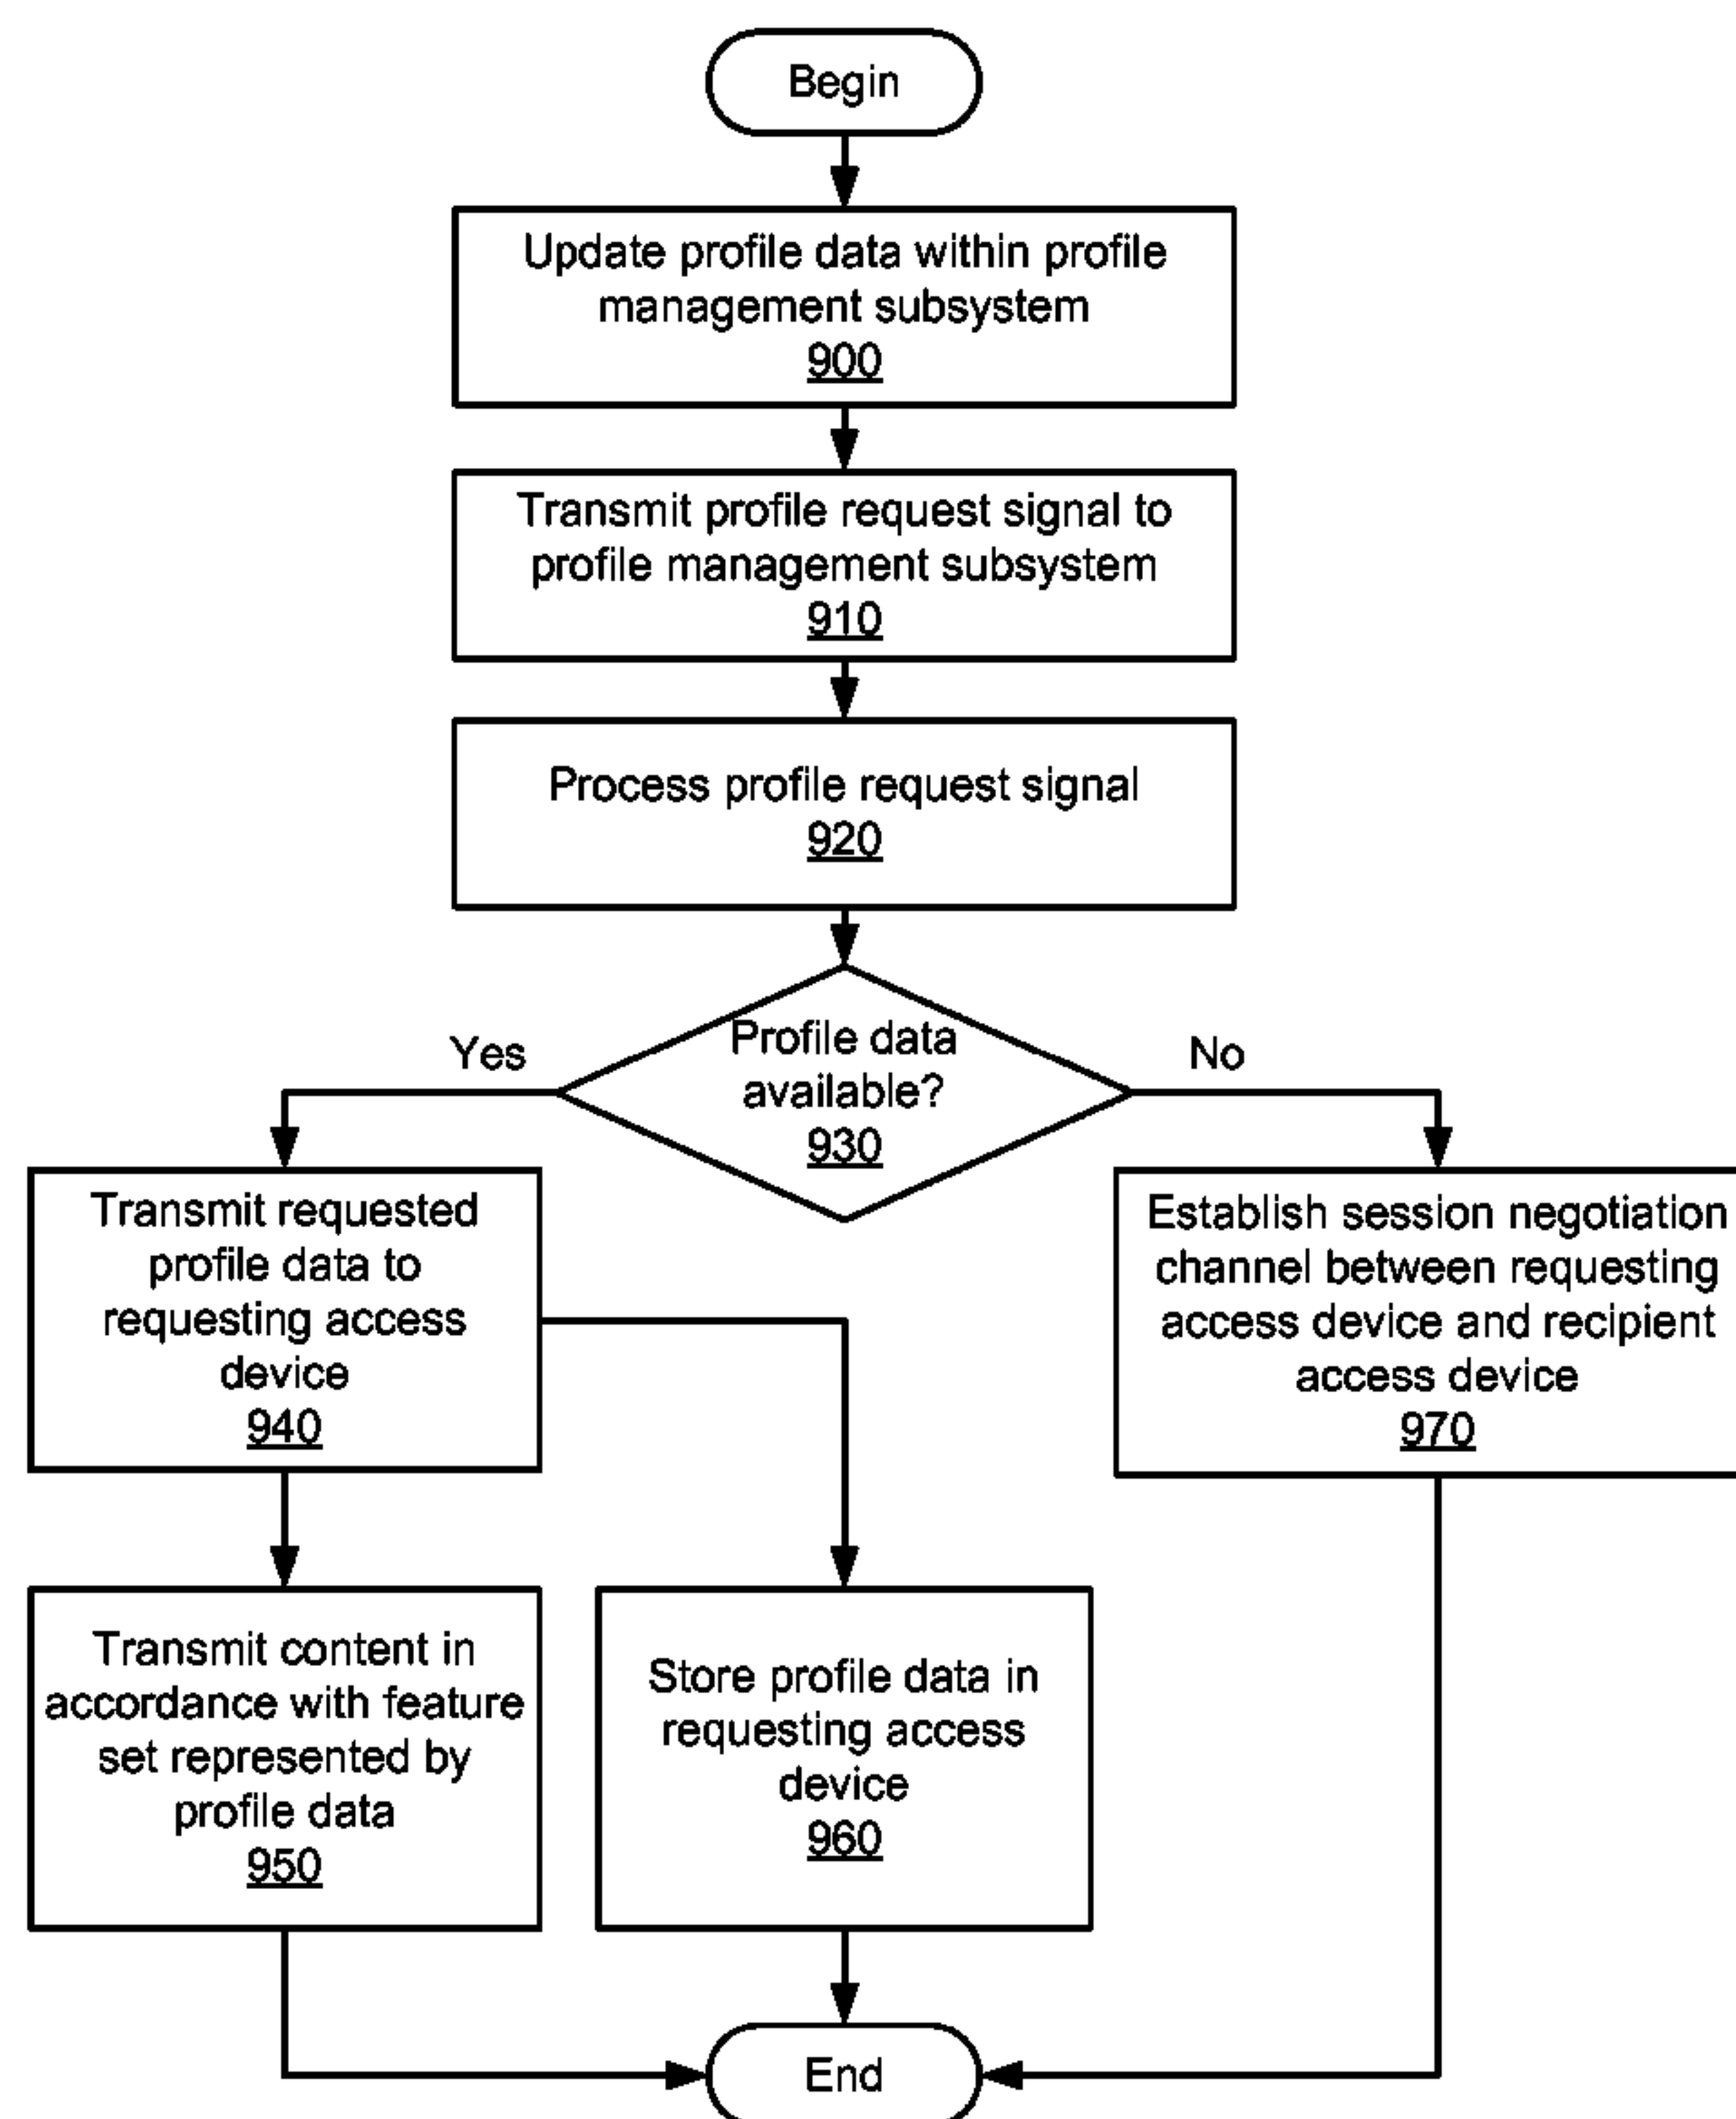 Begin
Update profile data within profile
management subsystem
900
Transmit profile request signal to
profile management subsystem
910
Process profile request signal
920
Profile data
available?
930
Yes
No
Transmit requested
profile data to
requesting access
device
940
Establish session negotiation
channel between requesting
access device and recipient
access device
970
Transmit content in
accordance with feature
set represented by
profile data
950
Store profile data in
requesting access
device
960
End